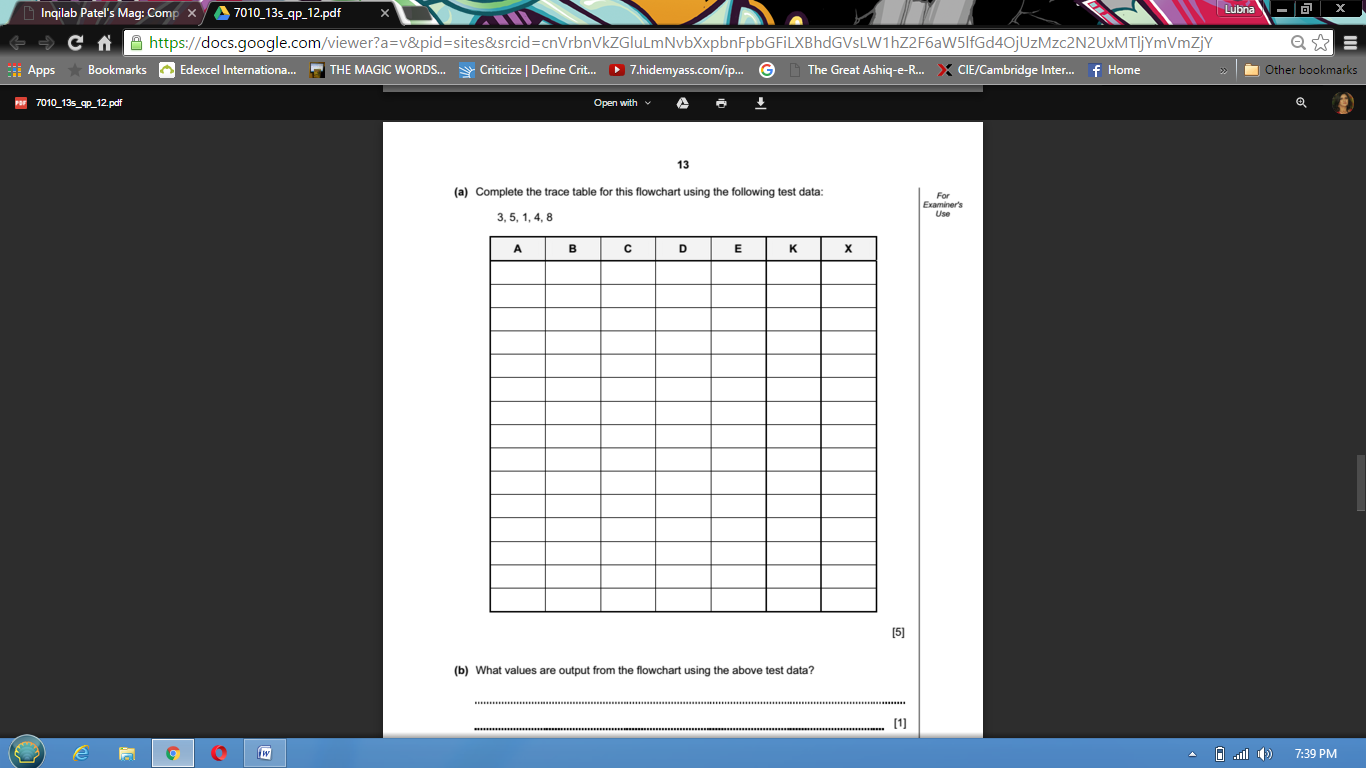 Inqilab Patel's Mag: Comp
7010_13s_qp_12.pdf
Lubna
https://docs.google.com/viewer?a=v&pid=sites&srcid=cnVrbnVkZGluLmNvbXxpbnFpbGFiLXBhdGVsLW1hZ2F6aW5lfGd4OjUzMzc2N2UxMTljYmVmZjY
Apps
Bookmarks
Edexcel Internationa...
THE MAGIC WORDS...
Criticize | Define Crit...
7.hidemyass.com/ip...
The Great Ashiq-e-R...
CIE/Cambridge Inter...
Home
»
Other bookmarks
7010_13s_qp_12.pdf
Open with
13
(a) Complete the trace table for this flowchart using the following test data:
For
Examiner's
Use
3, 5, 1, 4, 8
A B C D E K X
[5]
(b) What values are output from the flowchart using the above test data?
[1]
7:39 PM